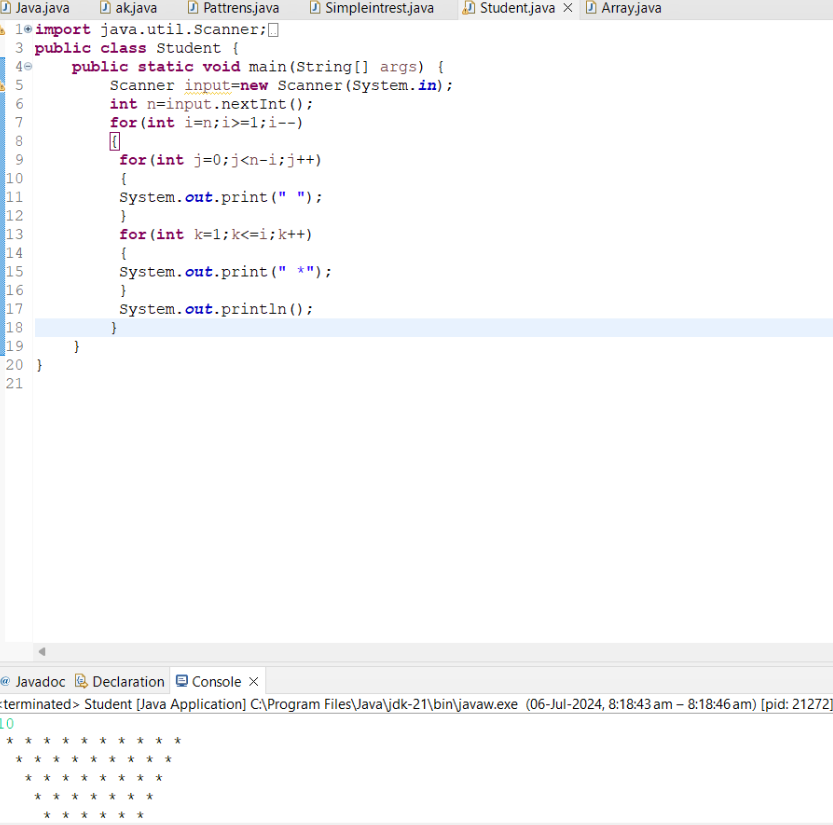 Java.java ak.java Pattrens.java Simpleintrest.java Student.java Array.java
1 import java.util.Scanner;
3 public class Student {
4 public static void main(String[] args) {
5 Scanner input=new Scanner(System.in);
6 int n=input.nextInt();
7 for(int i=n;i>=1;i--)
8 {
9 for(int j=0;j<n-i;j++)
10 {
11 System.out.print(" ");
12 }
13 for(int k=1;k<=i;k++)
14 {
15 System.out.print(" *");
16 }
17 System.out.println();
18 }
19 }
20 }
21
@ Javadoc Declaration Console
<terminated> Student [Java Application] C:\Program Files\Java\jdk-21\bin\javaw.exe (06-Jul-2024, 8:18:43 am – 8:18:46 am) [pid: 21272]
10
 * * * * * * * * * *
  * * * * * * * * *
   * * * * * * * *
    * * * * * * *
     * * * * * *